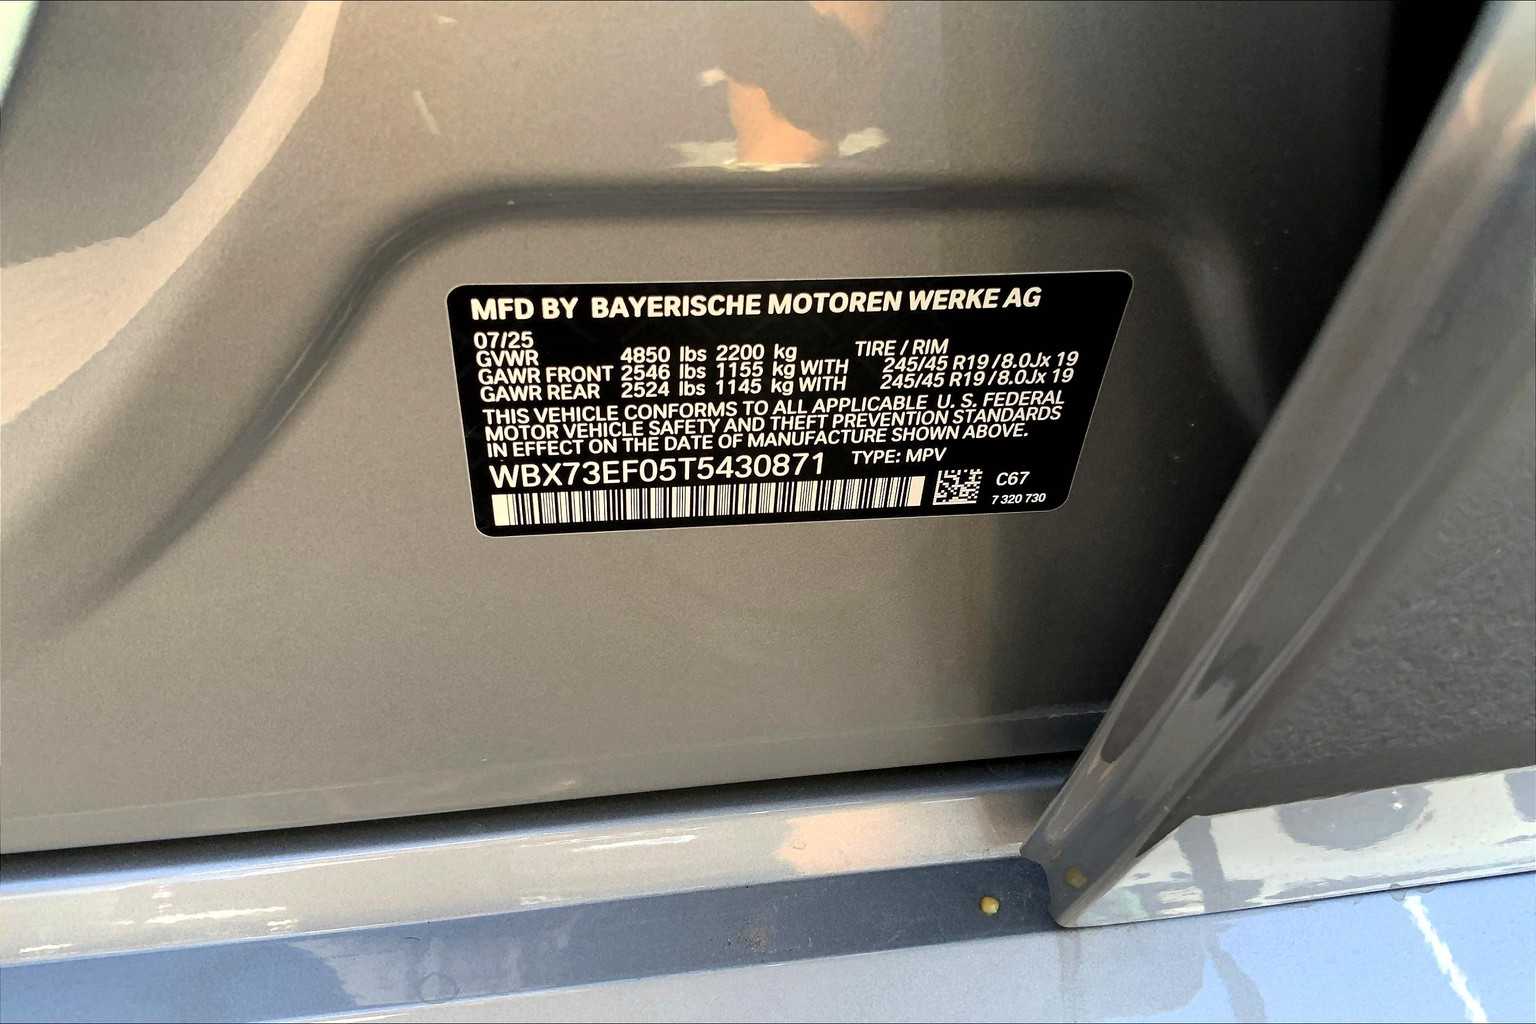 MFD BY BAYERISCHE MOTOREN WERKE AG
07/25 TIRE / RIM
GVWR 4850 lbs 2200 kg
GAWR FRONT 2546 lbs 1155 kg WITH 245/45 R19 / 8.0Jx 19
GAWR REAR 2524 lbs 1145 kg WITH 245/45 R19 / 8.0Jx 19
THIS VEHICLE CONFORMS TO ALL APPLICABLE U. S. FEDERAL
MOTOR VEHICLE SAFETY AND THEFT PREVENTION STANDARDS
IN EFFECT ON THE DATE OF MANUFACTURE SHOWN ABOVE.
WBX73EF05T5430871 TYPE: MPV
C67
7 320 730